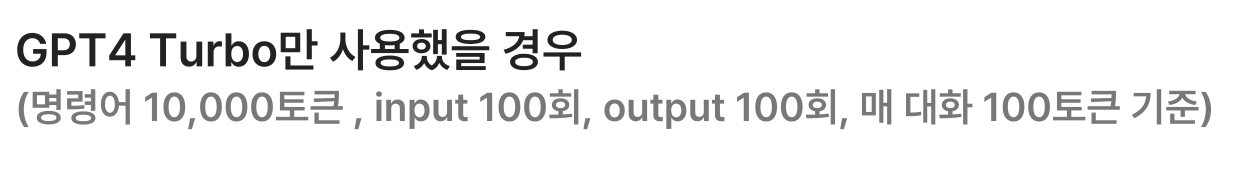 GPT4 Turbo만 사용했을 경우
(명령어 10,000토큰 , input 100회, output 100회, 매 대화 100토큰 기준)